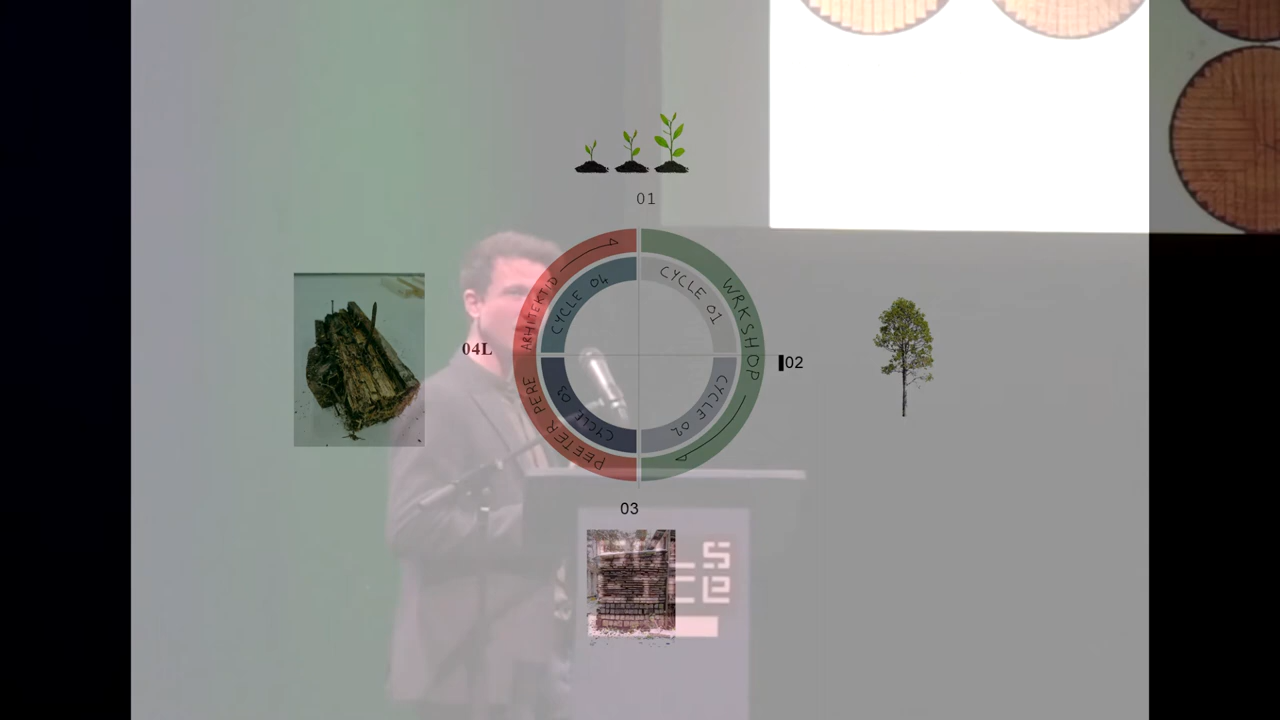 01
CYCLE 04
CYCLE 01
ARHITEKTID
WRKSHOP
04L
02
PEETER PERE
CYCLE 03
CYCLE 02
03